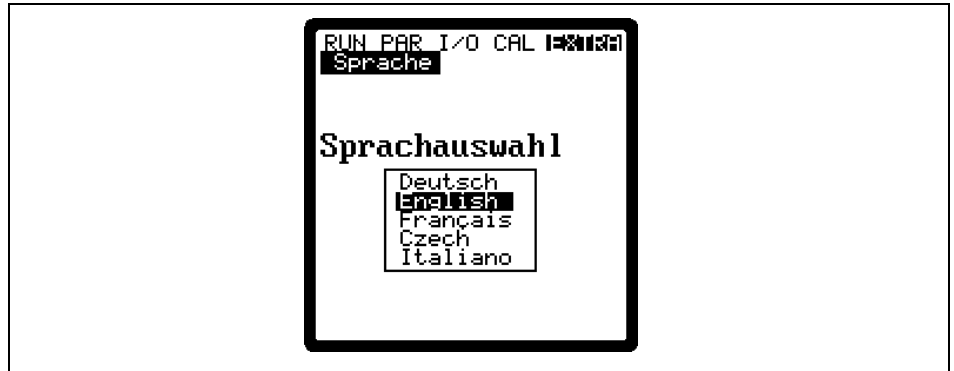 RUN PAR I/O CAL EXTRA
Sprache
Sprachauswahl
Deutsch
English
Français
Czech
Italiano